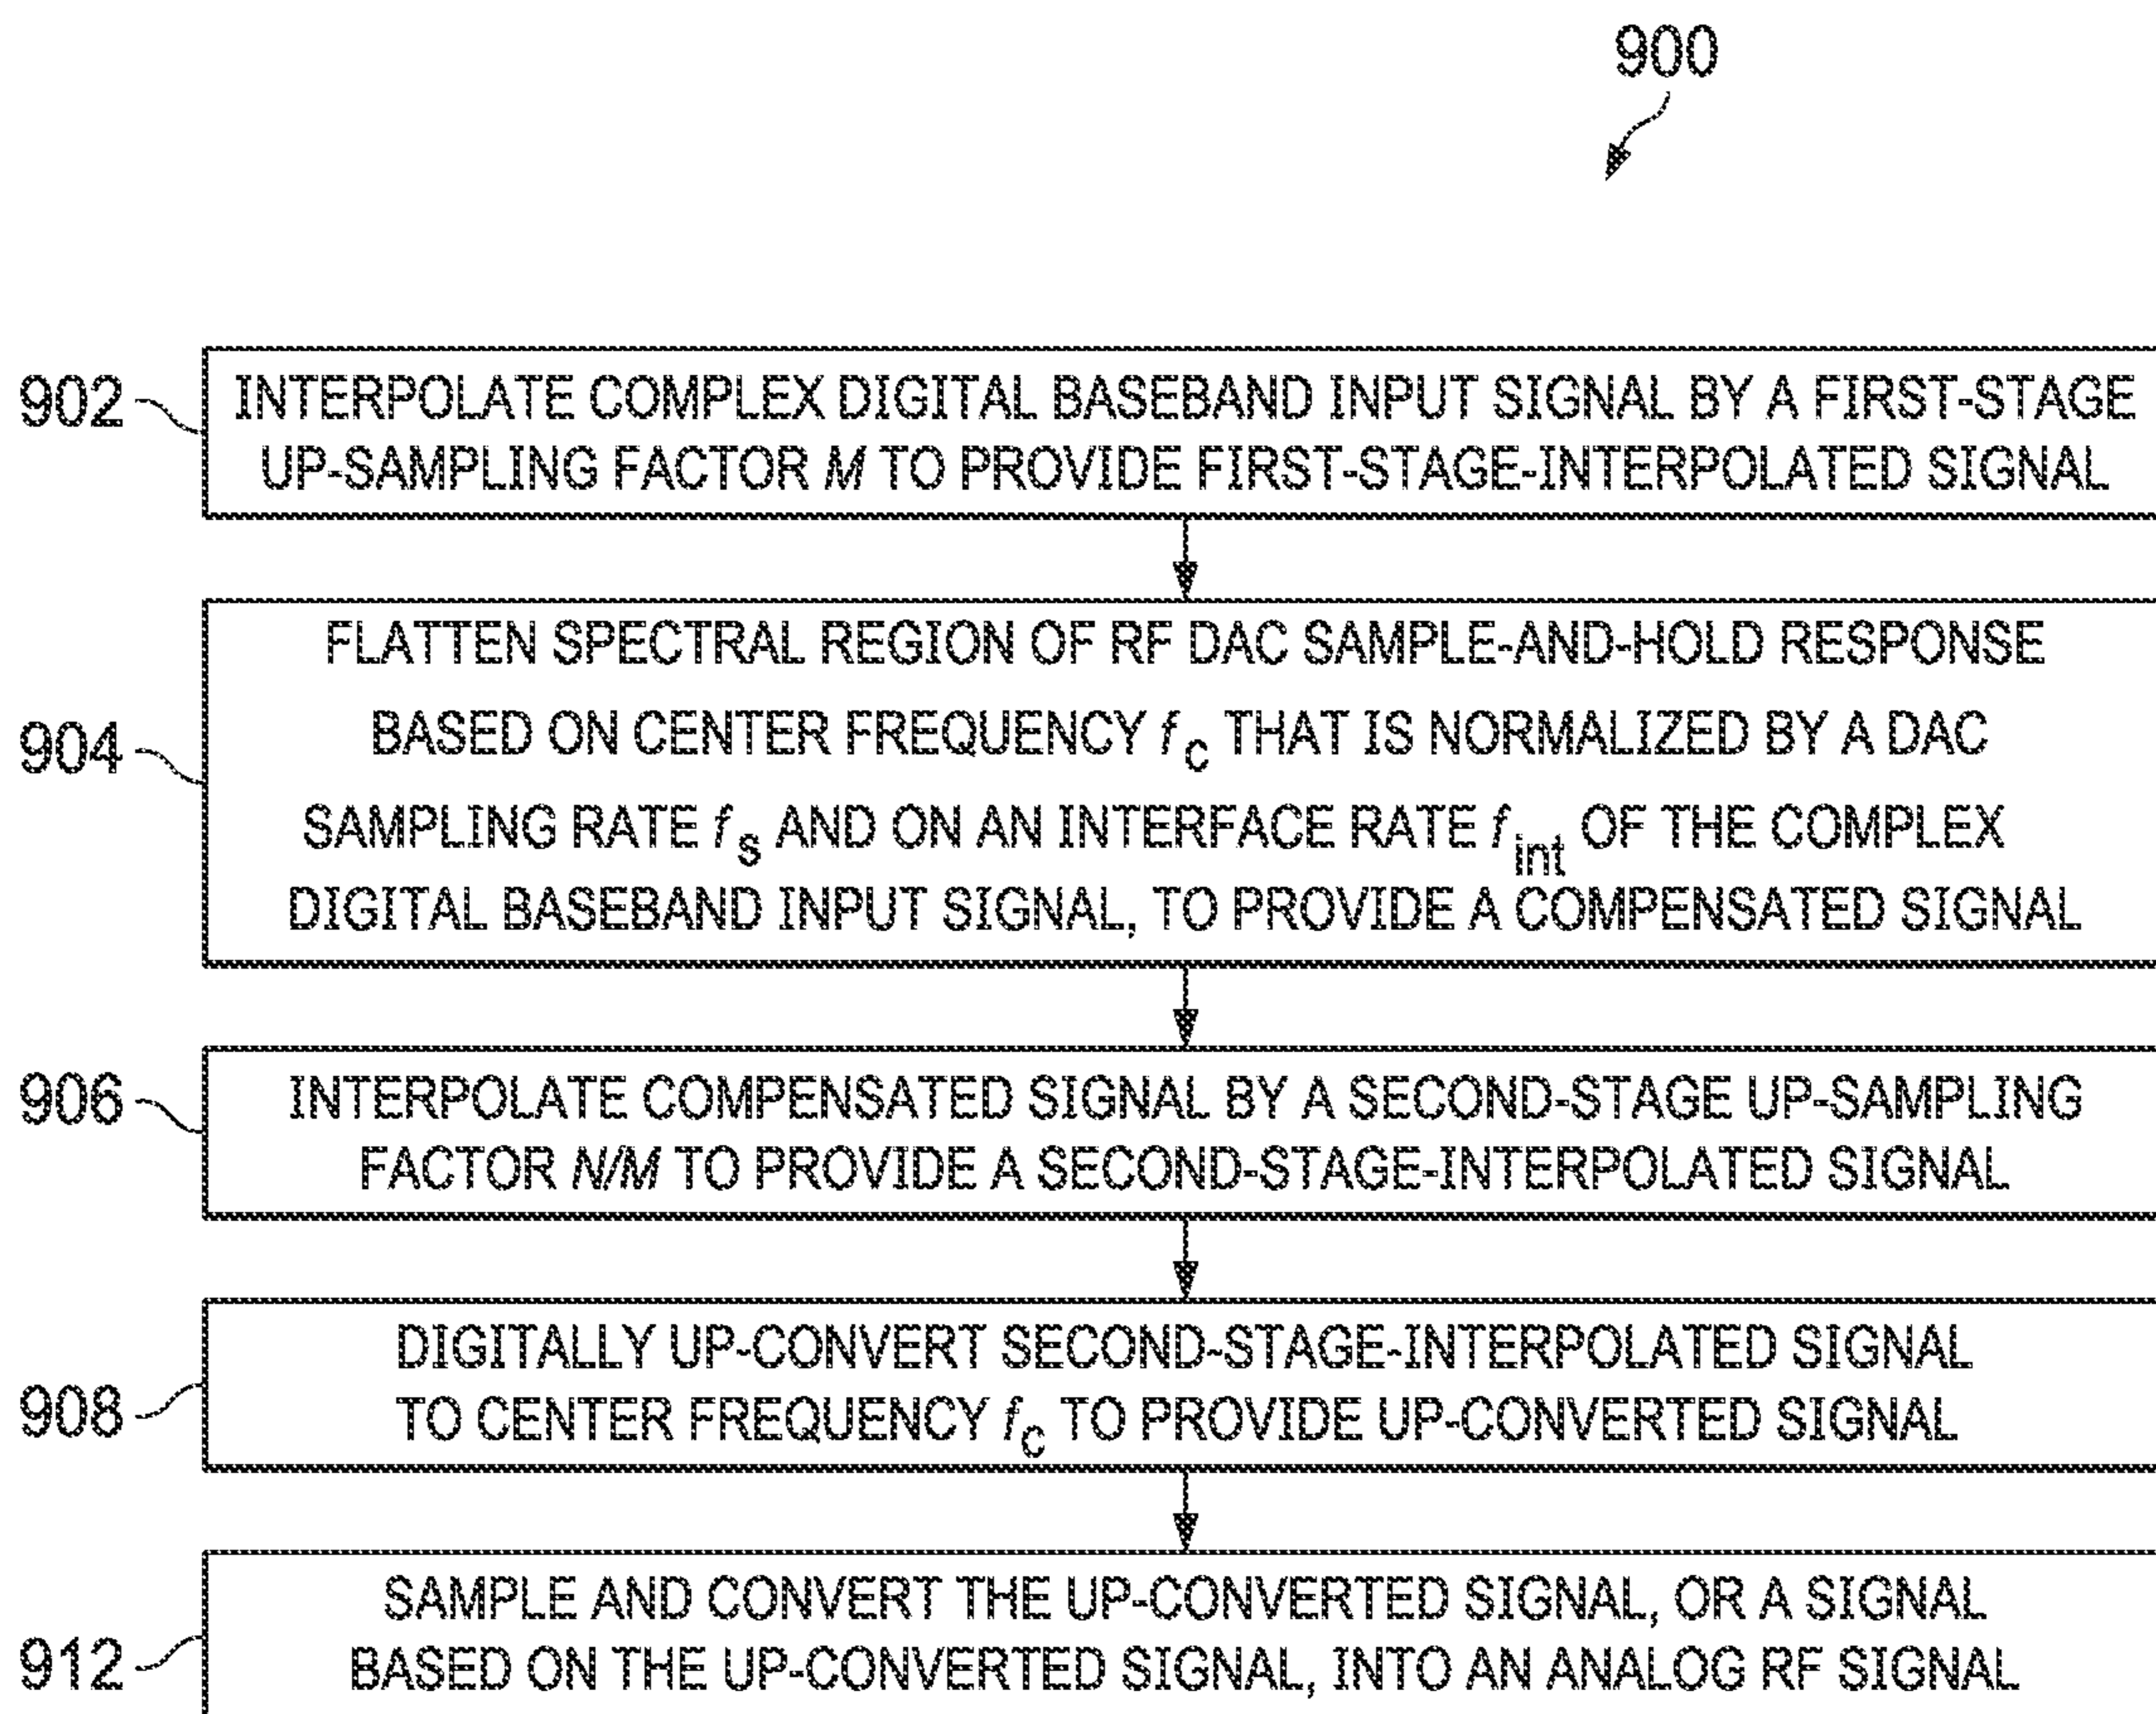 900
902
INTERPOLATE COMPLEX DIGITAL BASEBAND INPUT SIGNAL BY A FIRST-STAGE
UP-SAMPLING FACTOR M TO PROVIDE FIRST-STAGE-INTERPOLATED SIGNAL
904
FLATTEN SPECTRAL REGION OF RF DAC SAMPLE-AND-HOLD RESPONSE
BASED ON CENTER FREQUENCY fc THAT IS NORMALIZED BY A DAC
SAMPLING RATE fs AND ON AN INTERFACE RATE fint OF THE COMPLEX
DIGITAL BASEBAND INPUT SIGNAL, TO PROVIDE A COMPENSATED SIGNAL
906
INTERPOLATE COMPENSATED SIGNAL BY A SECOND-STAGE UP-SAMPLING
FACTOR N/M TO PROVIDE A SECOND-STAGE-INTERPOLATED SIGNAL
908
DIGITALLY UP-CONVERT SECOND-STAGE-INTERPOLATED SIGNAL
TO CENTER FREQUENCY fc TO PROVIDE UP-CONVERTED SIGNAL
912
SAMPLE AND CONVERT THE UP-CONVERTED SIGNAL, OR A SIGNAL
BASED ON THE UP-CONVERTED SIGNAL, INTO AN ANALOG RF SIGNAL